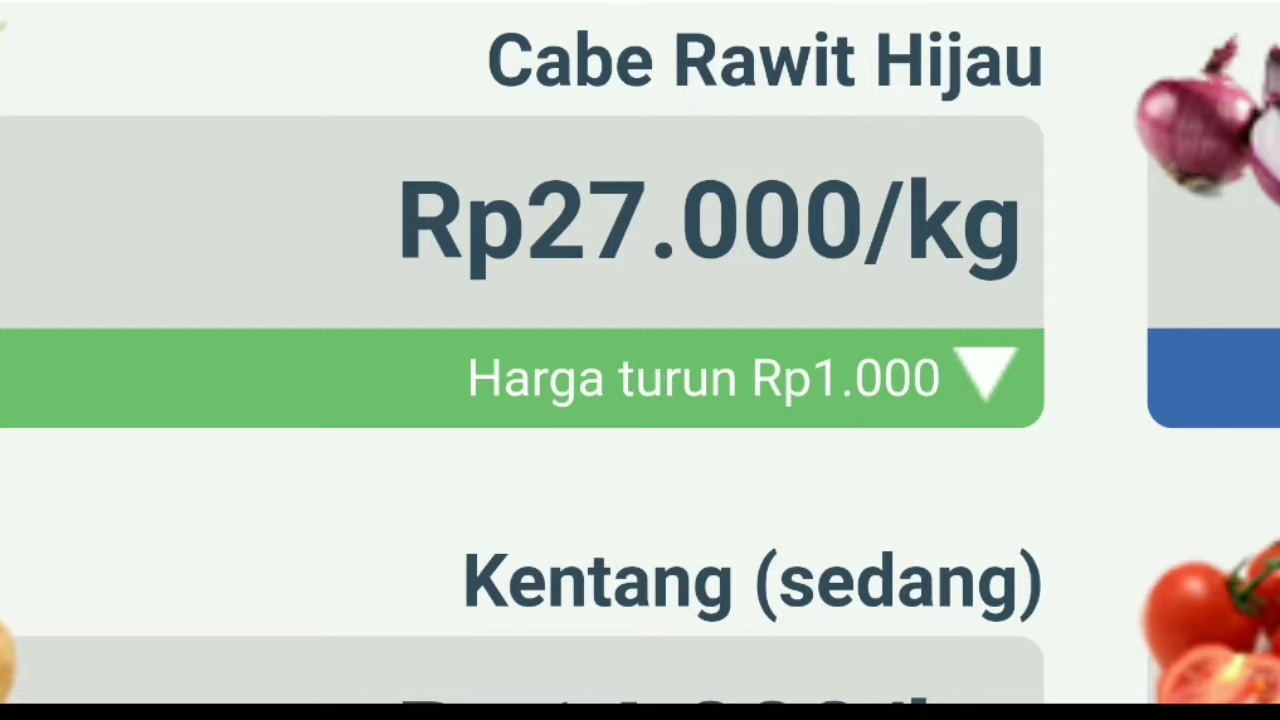 Cabe Rawit Hijau
Rp27.000/kg
Harga turun Rp1.000
Kentang (sedang)